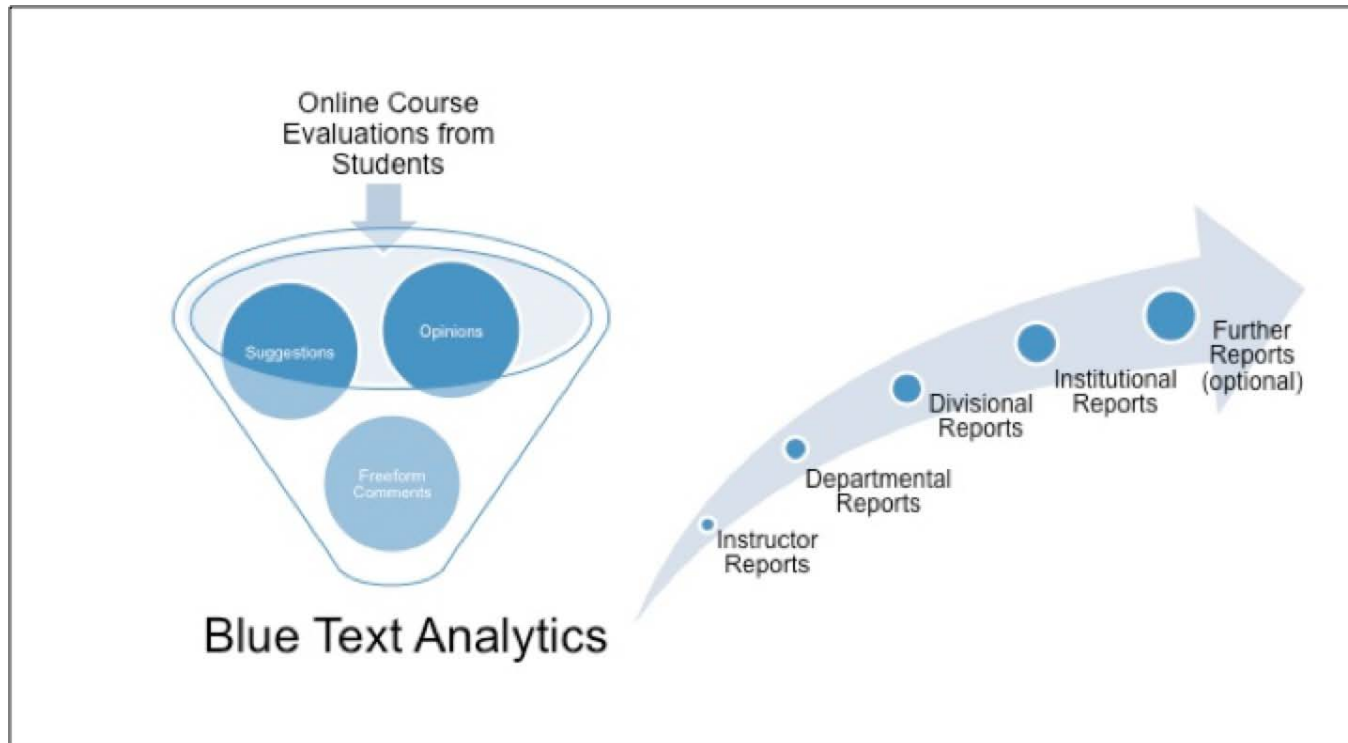 Online Course
Evaluations from
Students
Suggestions
Opinions
Freeform
Comments
Blue Text Analytics
Instructor
Reports
Departmental
Reports
Divisional
Reports
Institutional
Reports
Further
Reports
(optional)